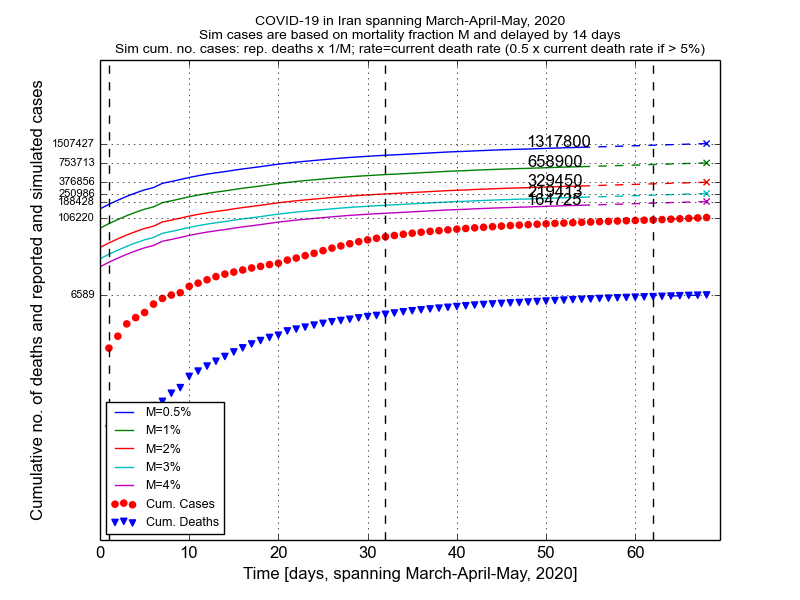 COVID-19 in Iran spanning March-April-May, 2020
Sim cases are based on mortality fraction M and delayed by 14 days
Sim cum. no. cases: rep. deaths x 1/M; rate=current death rate (0.5 x current death rate if > 5%)
Cumulative no. of deaths and reported and simulated cases
1507427
753713
376856
250986
188428
106220
6589
1317800
658900
329450
219413
164725
M=0.5%
M=1%
M=2%
M=3%
M=4%
Cum. Cases
Cum. Deaths
0 10 20 30 40 50 60
Time [days, spanning March-April-May, 2020]